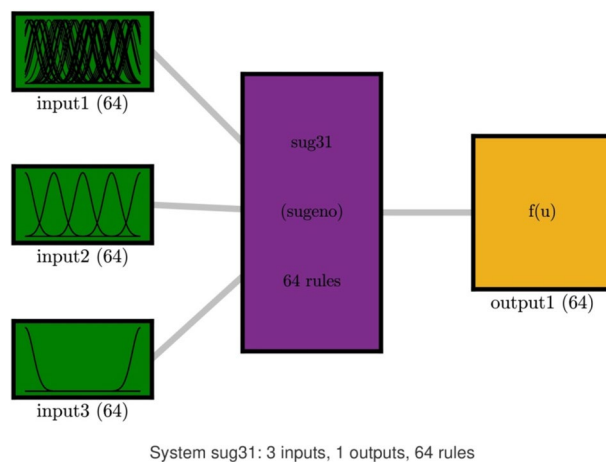 input1 (64)
input2 (64)
input3 (64)
sug31
(sugeno)
64 rules
f(u)
output1 (64)
System sug31: 3 inputs, 1 outputs, 64 rules